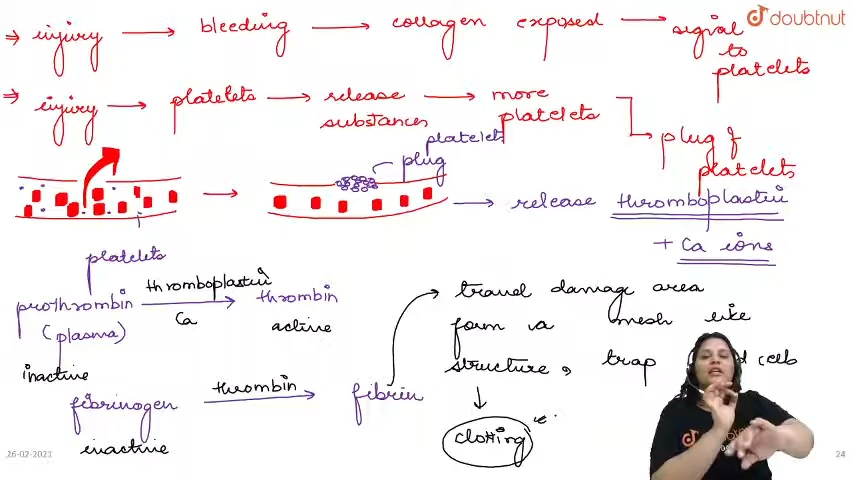 doubtnut
⇒ injury → bleeding → collagen exposed → signal to platelets
⇒ injury → platelets → release substances → more platelets → plug of platelets
platelet plug
→ release thromboplastin
+ Ca ions
platelets
prothrombin (plasma) thromboplastin Ca → thrombin
inactive
active
fibrinogen thrombin → fibrin
inactive
→ travel damage area
form a mesh like
structure, trap cells
↓
clotting
26-02-2021
24